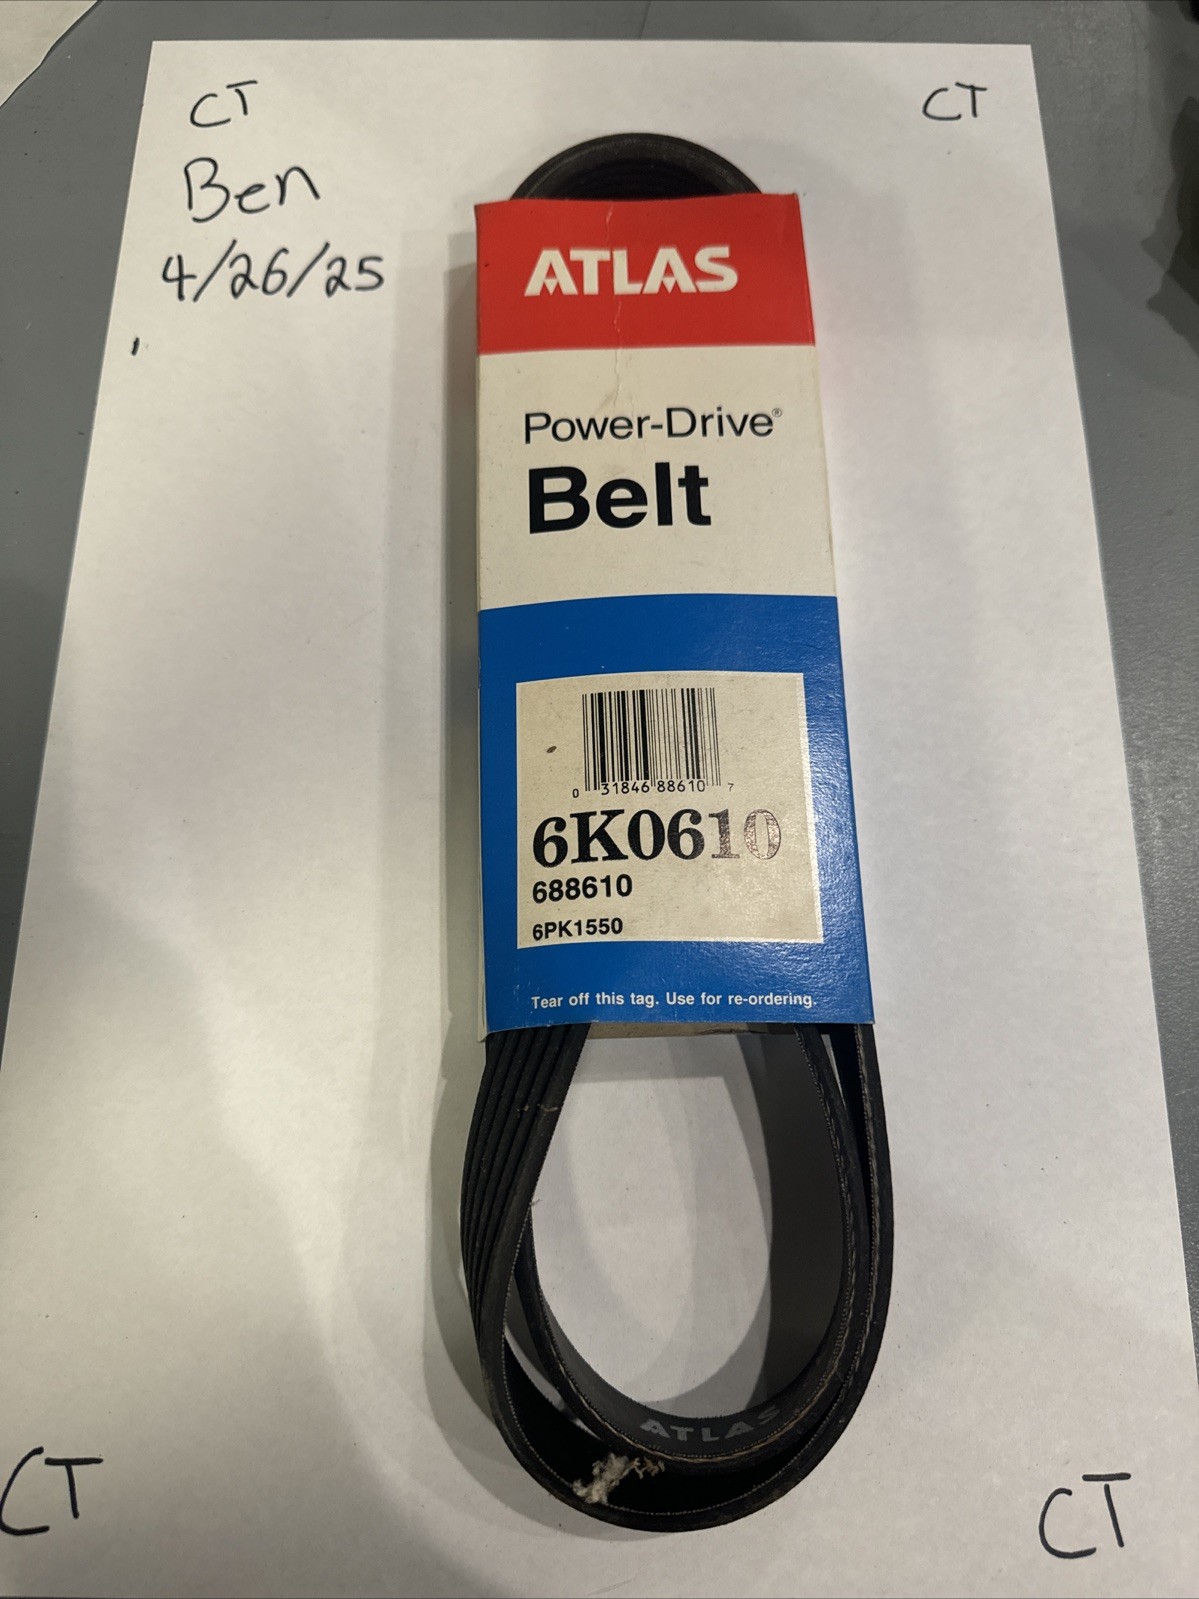 CT
CT
Ben
4/26/25
ATLAS
Power-Drive®
Belt
0 31846 88610 7
6K0610
688610
6PK1550
Tear off this tag. Use for re-ordering.
ATLAS
CT
CT